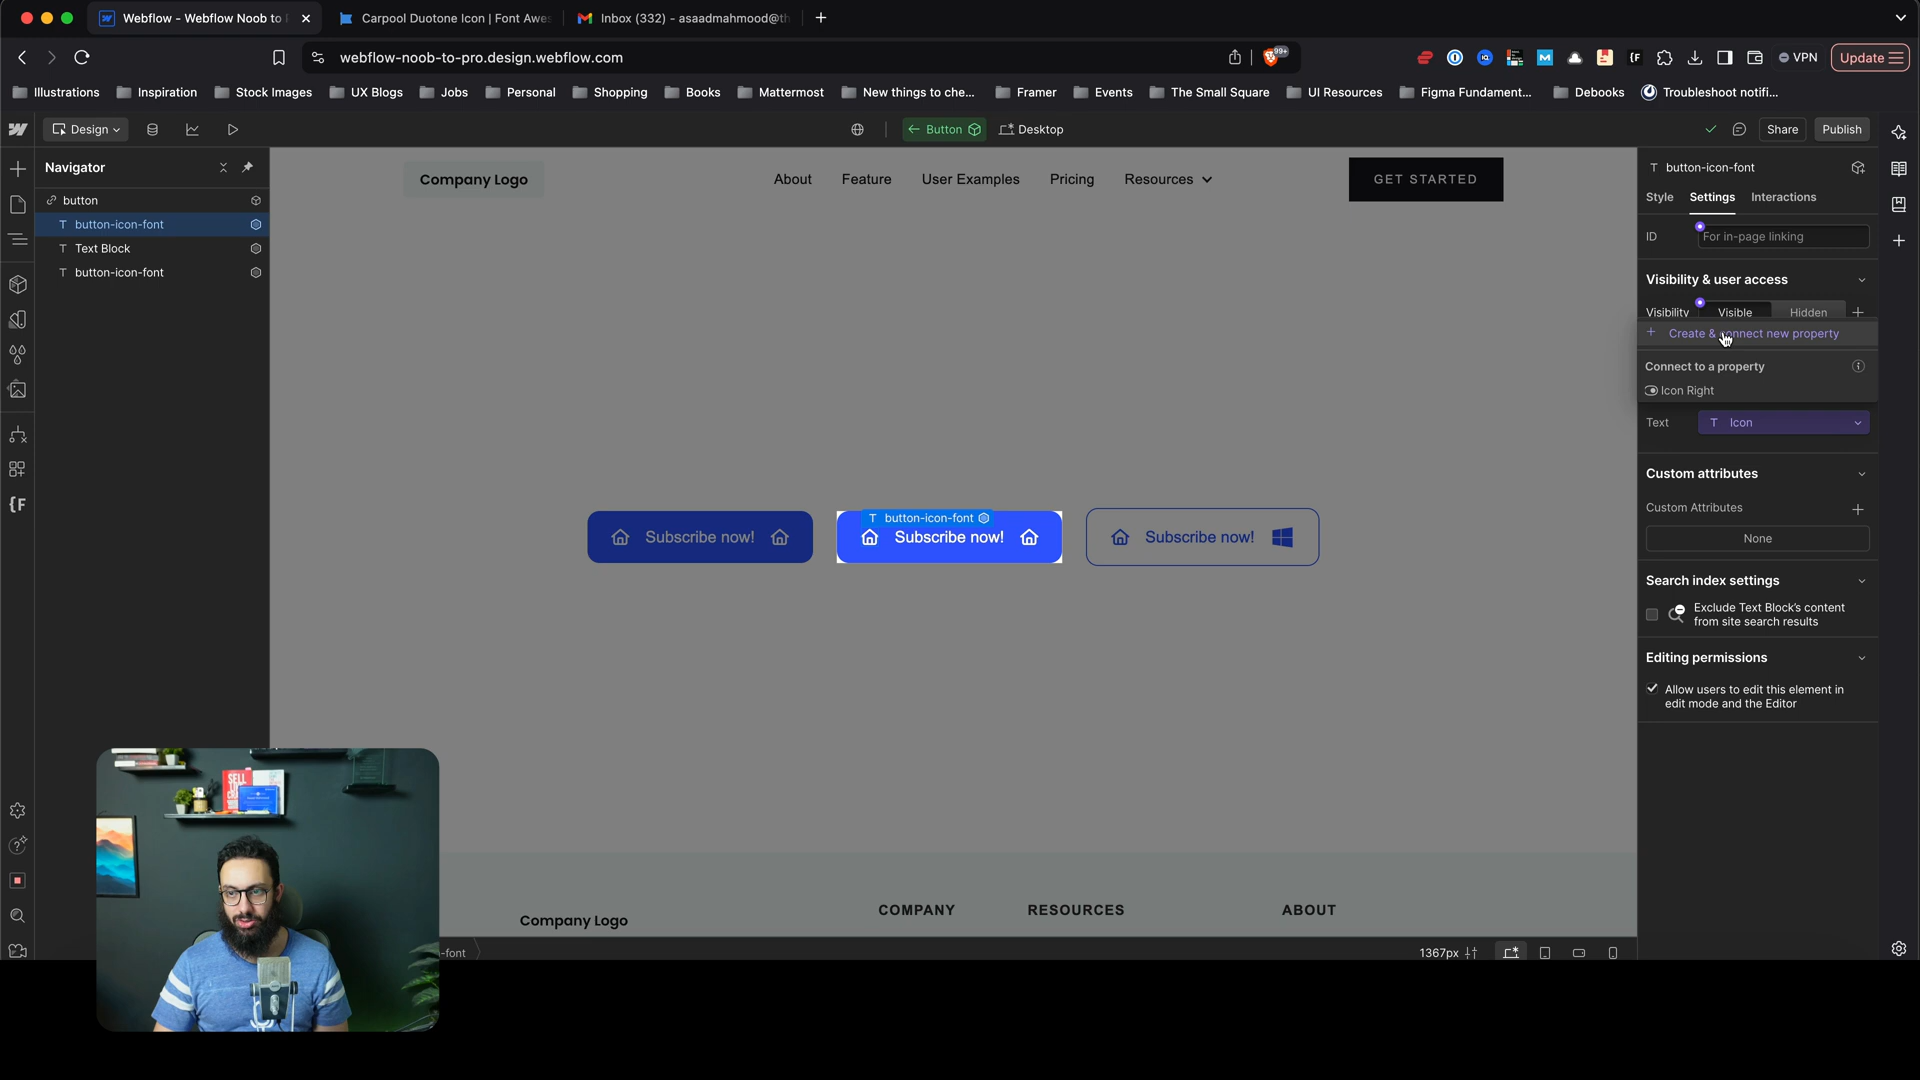 Webflow - Webflow Noob to
Carpool Duotone Icon | Font Awes
Inbox (332) - asaadmahmood@th
webflow-noob-to-pro.design.webflow.com
99+
VPN
Update
Illustrations
Inspiration
Stock Images
UX Blogs
Jobs
Personal
Shopping
Books
Mattermost
New things to che...
Framer
Events
The Small Square
UI Resources
Figma Fundament...
Debooks
Troubleshoot notifi...
Design
Button
Desktop
Share
Publish
Navigator
button
button-icon-font
Text Block
button-icon-font
Company Logo
About
Feature
User Examples
Pricing
Resources
GET STARTED
button-icon-font
Style
Settings
Interactions
ID
For in-page linking
Visibility & user access
Visibility
Visible
Hidden
Create & connect new property
Connect to a property
Icon Right
Text
Icon
Custom attributes
Custom Attributes
None
Search index settings
Exclude Text Block's content
from site search results
Editing permissions
Allow users to edit this element in
edit mode and the Editor
Subscribe now!
button-icon-font
Subscribe now!
Subscribe now!
SELL
Company Logo
COMPANY
RESOURCES
ABOUT
-font
1367px